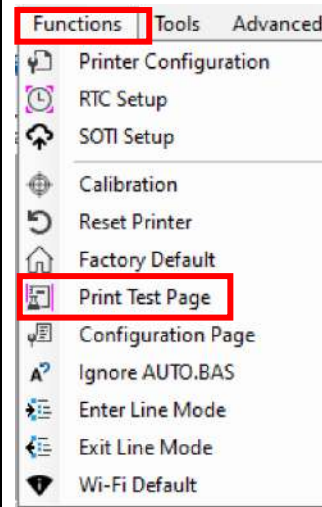 Functions Tools Advanced
Printer Configuration
RTC Setup
SOTI Setup
Calibration
Reset Printer
Factory Default
Print Test Page
Configuration Page
Ignore AUTO.BAS
Enter Line Mode
Exit Line Mode
Wi-Fi Default